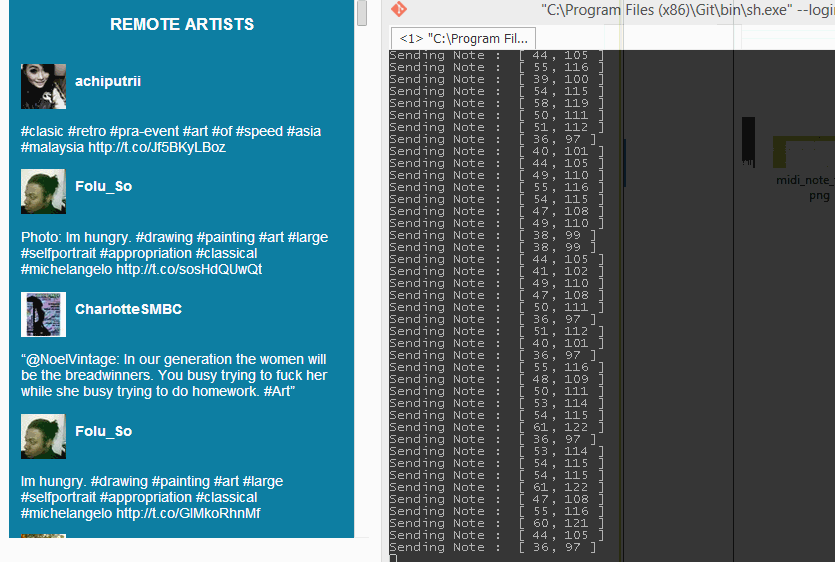 REMOTE ARTISTS
achiputrii
#clasic #retro #pra-event #art #of #speed #asia
#malaysia http://t.co/Jf5BKyLBoz
Folu_So
Photo: Im hungry. #drawing #painting #art #large
#selfportrait #appropriation #classical
#michelangelo http://t.co/sosHdQUwQt
CharlotteSMBC
“@NoelVintage: In our generation the women will
be the breadwinners. You busy trying to fuck her
while she busy trying to do homework. #Art”
Folu_So
Im hungry. #drawing #painting #art #large
#selfportrait #appropriation #classical
#michelangelo http://t.co/GlMkoRhnMf
"C:\Program Files (x86)\Git\bin\sh.exe" --logi
<1> "C:\Program Fil...
Sending Note : [ 44, 105 ]
Sending Note : [ 55, 116 ]
Sending Note : [ 39, 100 ]
Sending Note : [ 54, 115 ]
Sending Note : [ 58, 119 ]
Sending Note : [ 50, 111 ]
Sending Note : [ 51, 112 ]
Sending Note : [ 36, 97 ]
Sending Note : [ 40, 101 ]
Sending Note : [ 44, 105 ]
Sending Note : [ 49, 110 ]
Sending Note : [ 55, 116 ]
Sending Note : [ 54, 115 ]
Sending Note : [ 47, 108 ]
Sending Note : [ 49, 110 ]
Sending Note : [ 38, 99 ]
Sending Note : [ 38, 99 ]
Sending Note : [ 44, 105 ]
Sending Note : [ 41, 102 ]
Sending Note : [ 49, 110 ]
Sending Note : [ 47, 108 ]
Sending Note : [ 50, 111 ]
Sending Note : [ 36, 97 ]
Sending Note : [ 51, 112 ]
Sending Note : [ 40, 101 ]
Sending Note : [ 36, 97 ]
Sending Note : [ 55, 116 ]
Sending Note : [ 48, 109 ]
Sending Note : [ 50, 111 ]
Sending Note : [ 53, 114 ]
Sending Note : [ 54, 115 ]
Sending Note : [ 61, 122 ]
Sending Note : [ 36, 97 ]
Sending Note : [ 53, 114 ]
Sending Note : [ 54, 115 ]
Sending Note : [ 54, 115 ]
Sending Note : [ 61, 122 ]
Sending Note : [ 47, 108 ]
Sending Note : [ 55, 116 ]
Sending Note : [ 60, 121 ]
Sending Note : [ 44, 105 ]
Sending Note : [ 36, 97 ]
midi_note_
png